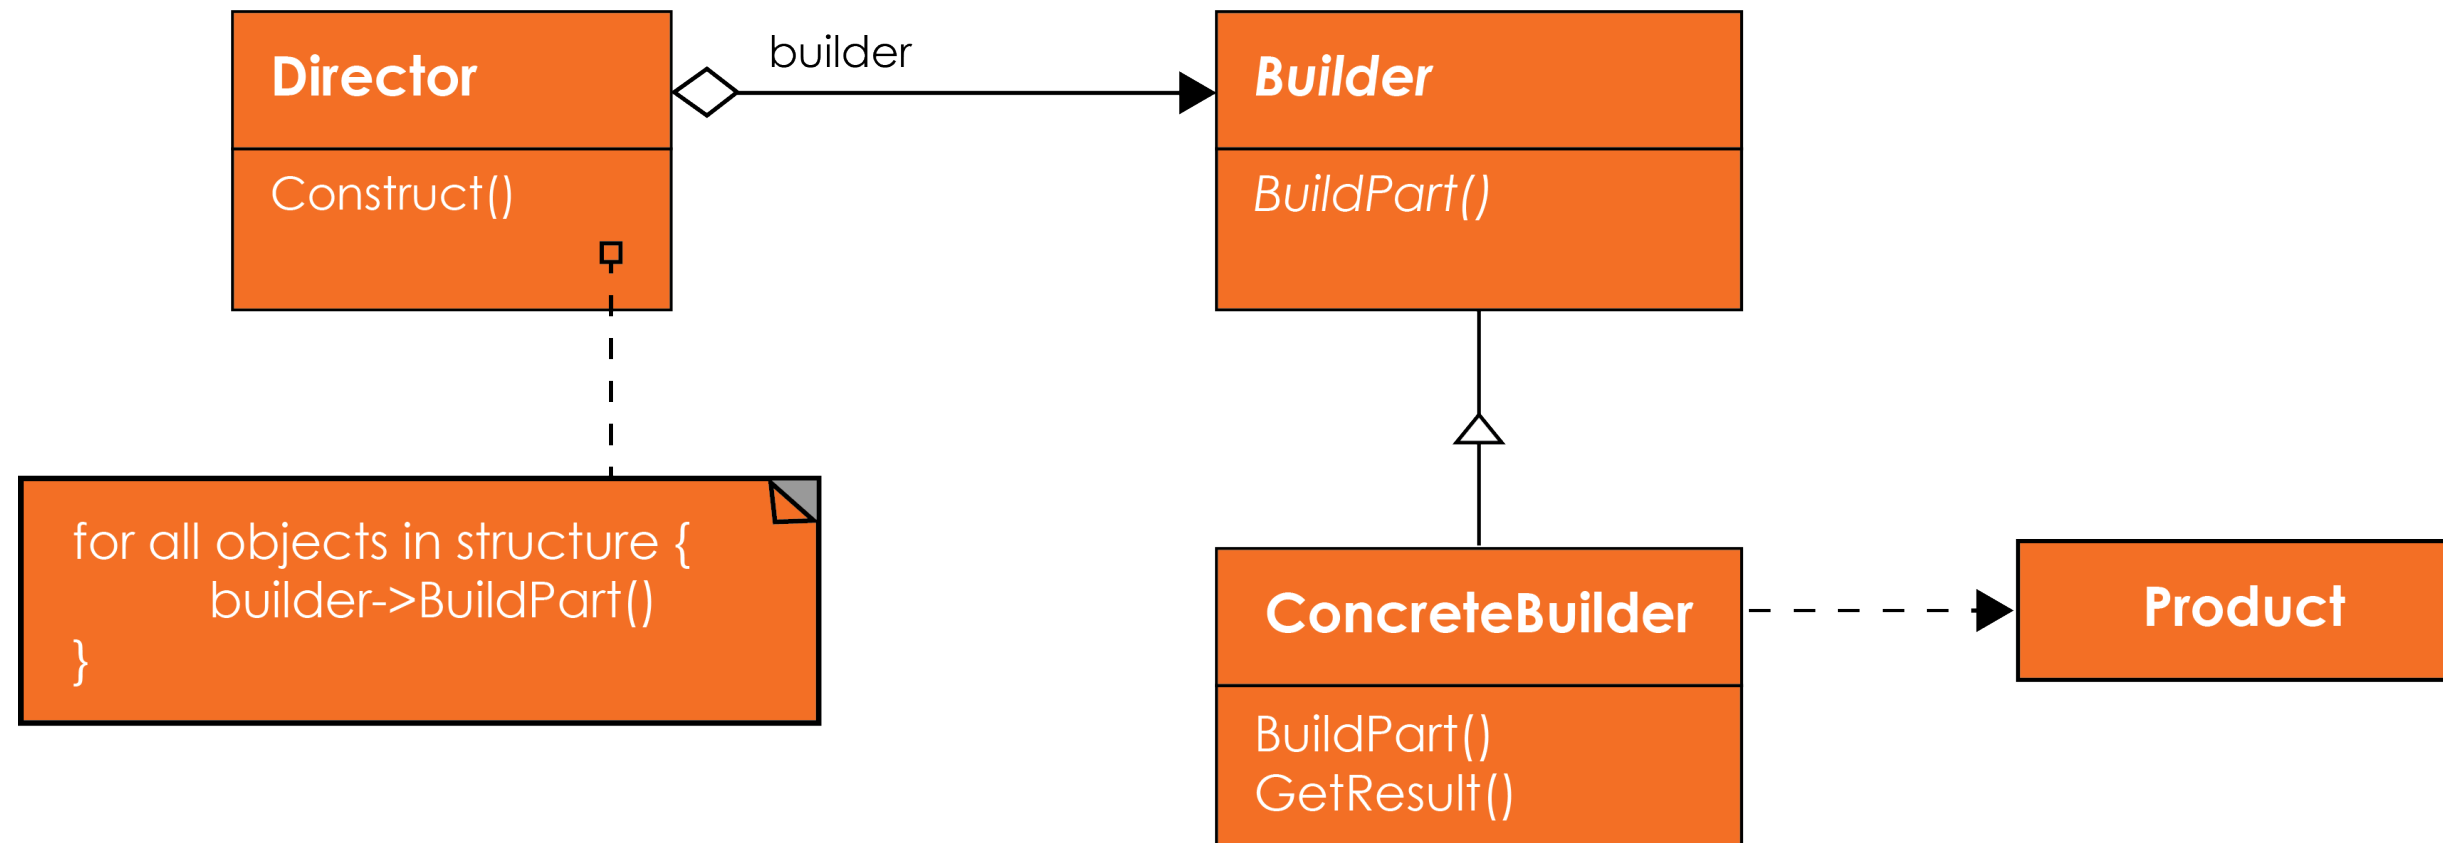 Director
Construct()
builder
Builder
BuildPart()
for all objects in structure {
builder->BuildPart()
}
ConcreteBuilder
BuildPart()
GetResult()
Product